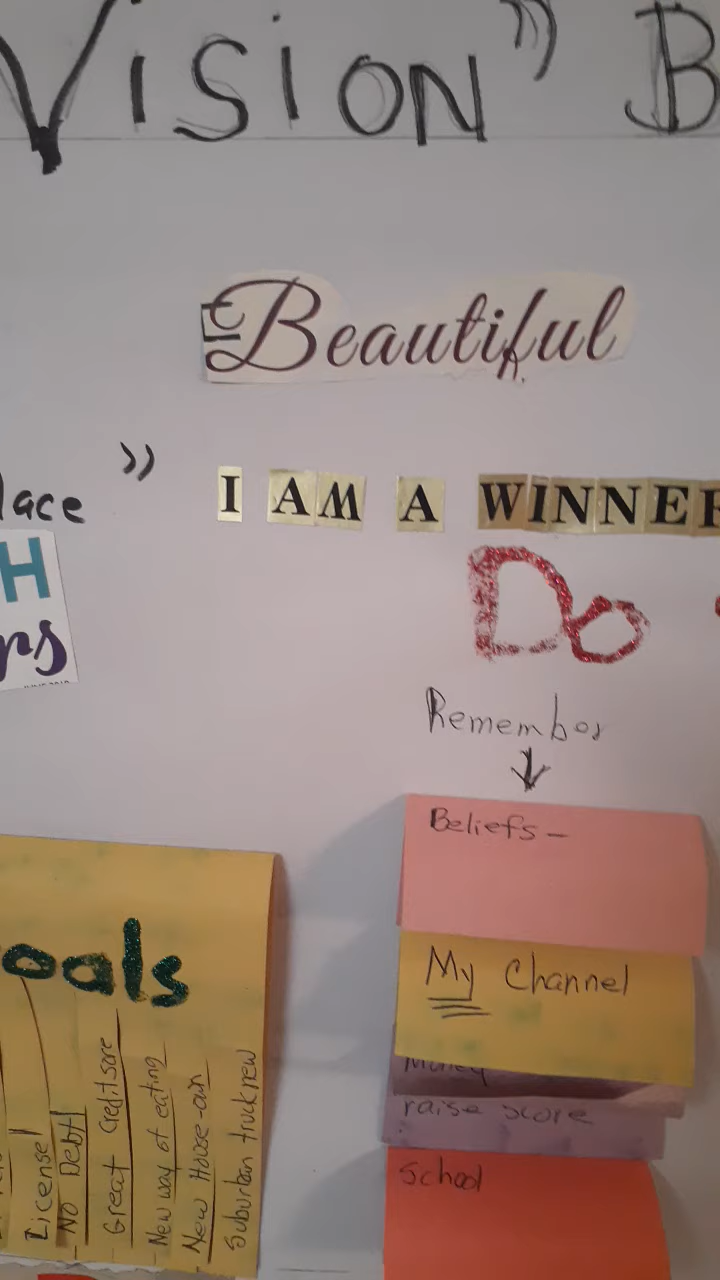 Vision" B
Beautiful
lace "
I AM A WINNER
H
rs
Do
Remember
Beliefs-
My Channel
Money
raise score
School
oals
License!
- NO Debt!
- Great Credit score
New way of eating
- New House-own
Suburban truck new